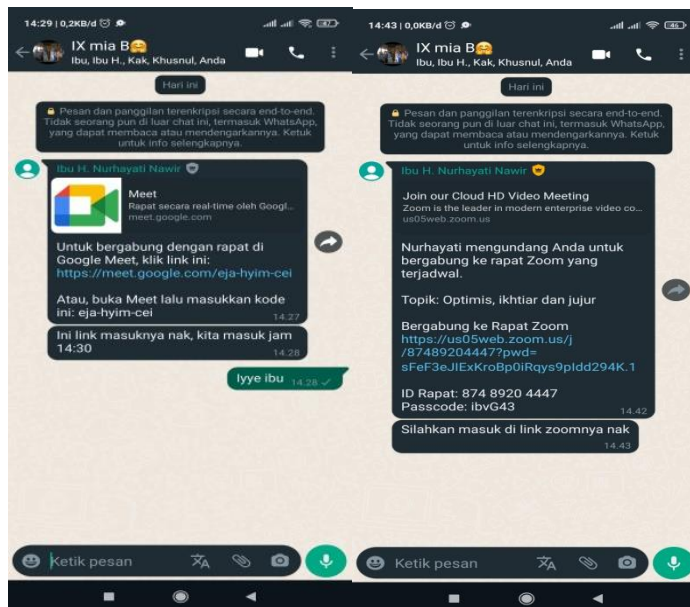 14:29 | 0,2KB/d
47
IX mia B🤗
Ibu, Ibu H., Kak, Khusnul, Anda
Hari ini
🔒 Pesan dan panggilan terenkripsi secara end-to-end.
Tidak seorang pun di luar chat ini, termasuk WhatsApp,
yang dapat membaca atau mendengarkannya. Ketuk
untuk info selengkapnya.
Ibu H. Nurhayati Nawir
Meet
Rapat secara real-time oleh Googl...
meet.google.com
Untuk bergabung dengan rapat di
Google Meet, klik link ini:
https://meet.google.com/eja-hyim-cei
Atau, buka Meet lalu masukkan kode
ini: eja-hyim-cei
14.27
Ini link masuknya nak, kita masuk jam
14:30
14.28
Iyye ibu 14.28 ✓
Ketik pesan
14:43 | 0,0KB/d
46
IX mia B🤗
Ibu, Ibu H., Kak, Khusnul, Anda
Hari ini
🔒 Pesan dan panggilan terenkripsi secara end-to-end.
Tidak seorang pun di luar chat ini, termasuk WhatsApp,
yang dapat membaca atau mendengarkannya. Ketuk
untuk info selengkapnya.
Ibu H. Nurhayati Nawir
Join our Cloud HD Video Meeting
Zoom is the leader in modern enterprise video co...
us05web.zoom.us
Nurhayati mengundang Anda untuk
bergabung ke rapat Zoom yang
terjadwal.
Topik: Optimis, ikhtiar dan jujur
Bergabung ke Rapat Zoom
https://us05web.zoom.us/j
/87489204447?pwd=
sFeF3eJIExKroBp0iRqys9pIdd294K.1
ID Rapat: 874 8920 4447
Passcode: ibvG43
14.42
Silahkan masuk di link zoomnya nak
14.43
Ketik pesan